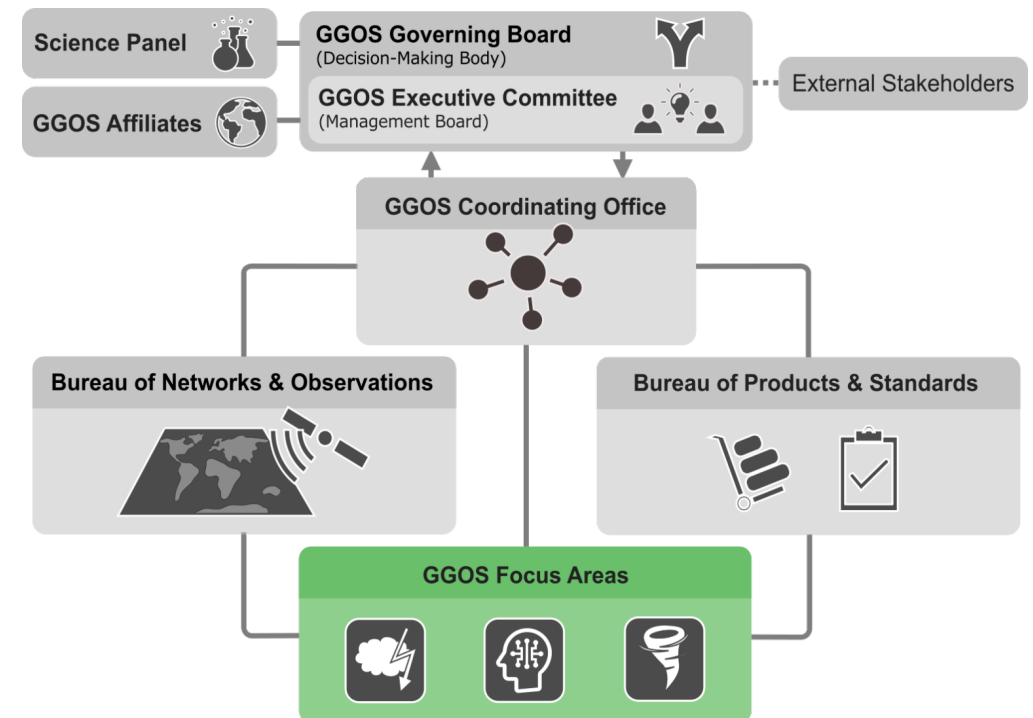 Science Panel
GGOS Affiliates
GGOS Governing Board
(Decision-Making Body)
GGOS Executive Committee
(Management Board)
External Stakeholders
GGOS Coordinating Office
Bureau of Networks & Observations
Bureau of Products & Standards
GGOS Focus Areas